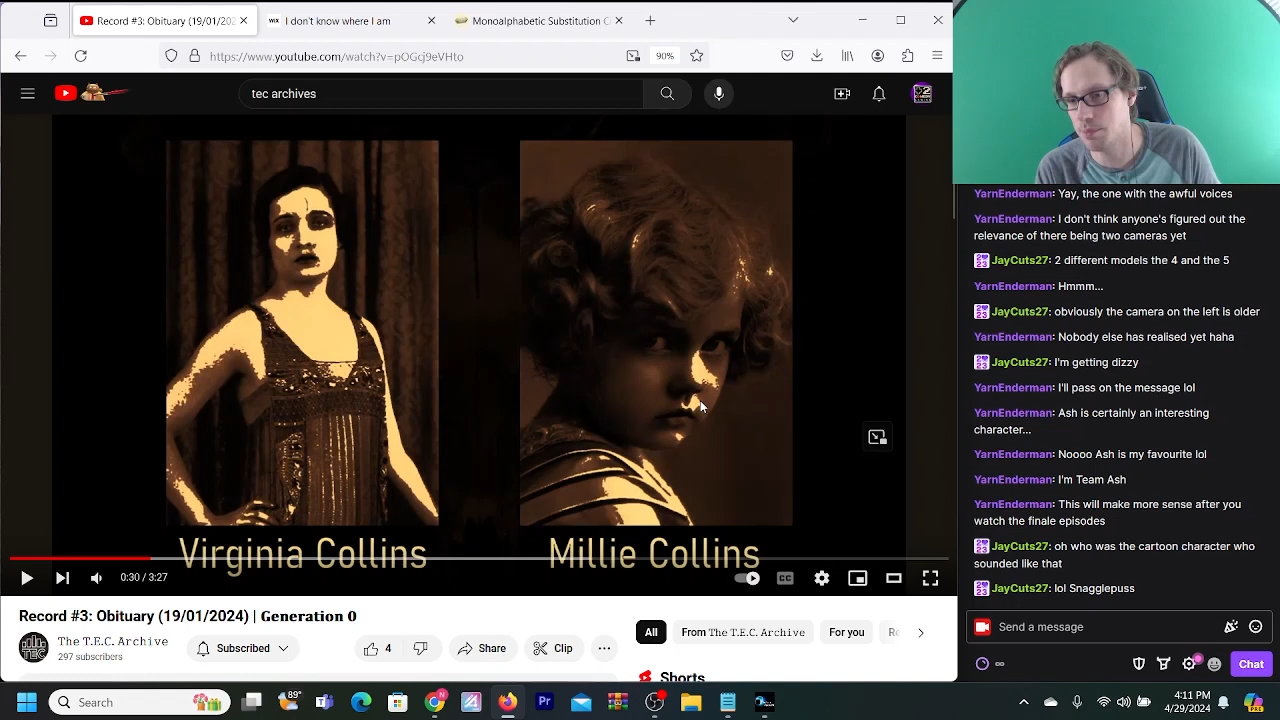 Record #3: Obituary (19/01/202
I don't know where I am
Monoalphabetic Substitution C
https://www.youtube.com/watch?v=pOGcj9eVHto
90%
tec archives
Virginia Collins
Millie Collins
0:30 / 3:27
CC
Record #3: Obituary (19/01/2024) | Generation 0
TEC
The T.E.C. Archive
297 subscribers
Subscribed
4
Share
Clip
All
From The T.E.C. Archive
For you
Re
Shorts
YarnEnderman: Yay, the one with the awful voices
YarnEnderman: I don't think anyone's figured out the
relevance of there being two cameras yet
JayCuts27: 2 different models the 4 and the 5
YarnEnderman: Hmmm...
JayCuts27: obviously the camera on the left is older
YarnEnderman: Nobody else has realised yet haha
JayCuts27: I'm getting dizzy
YarnEnderman: I'll pass on the message lol
YarnEnderman: Ash is certainly an interesting
character...
YarnEnderman: Noooo Ash is my favourite lol
YarnEnderman: I'm Team Ash
YarnEnderman: This will make more sense after you
watch the finale episodes
JayCuts27: oh who was the cartoon character who
sounded like that
JayCuts27: lol Snagglepuss
Send a message
Chat
Search
89°
Pr
4:11 PM
4/29/2024